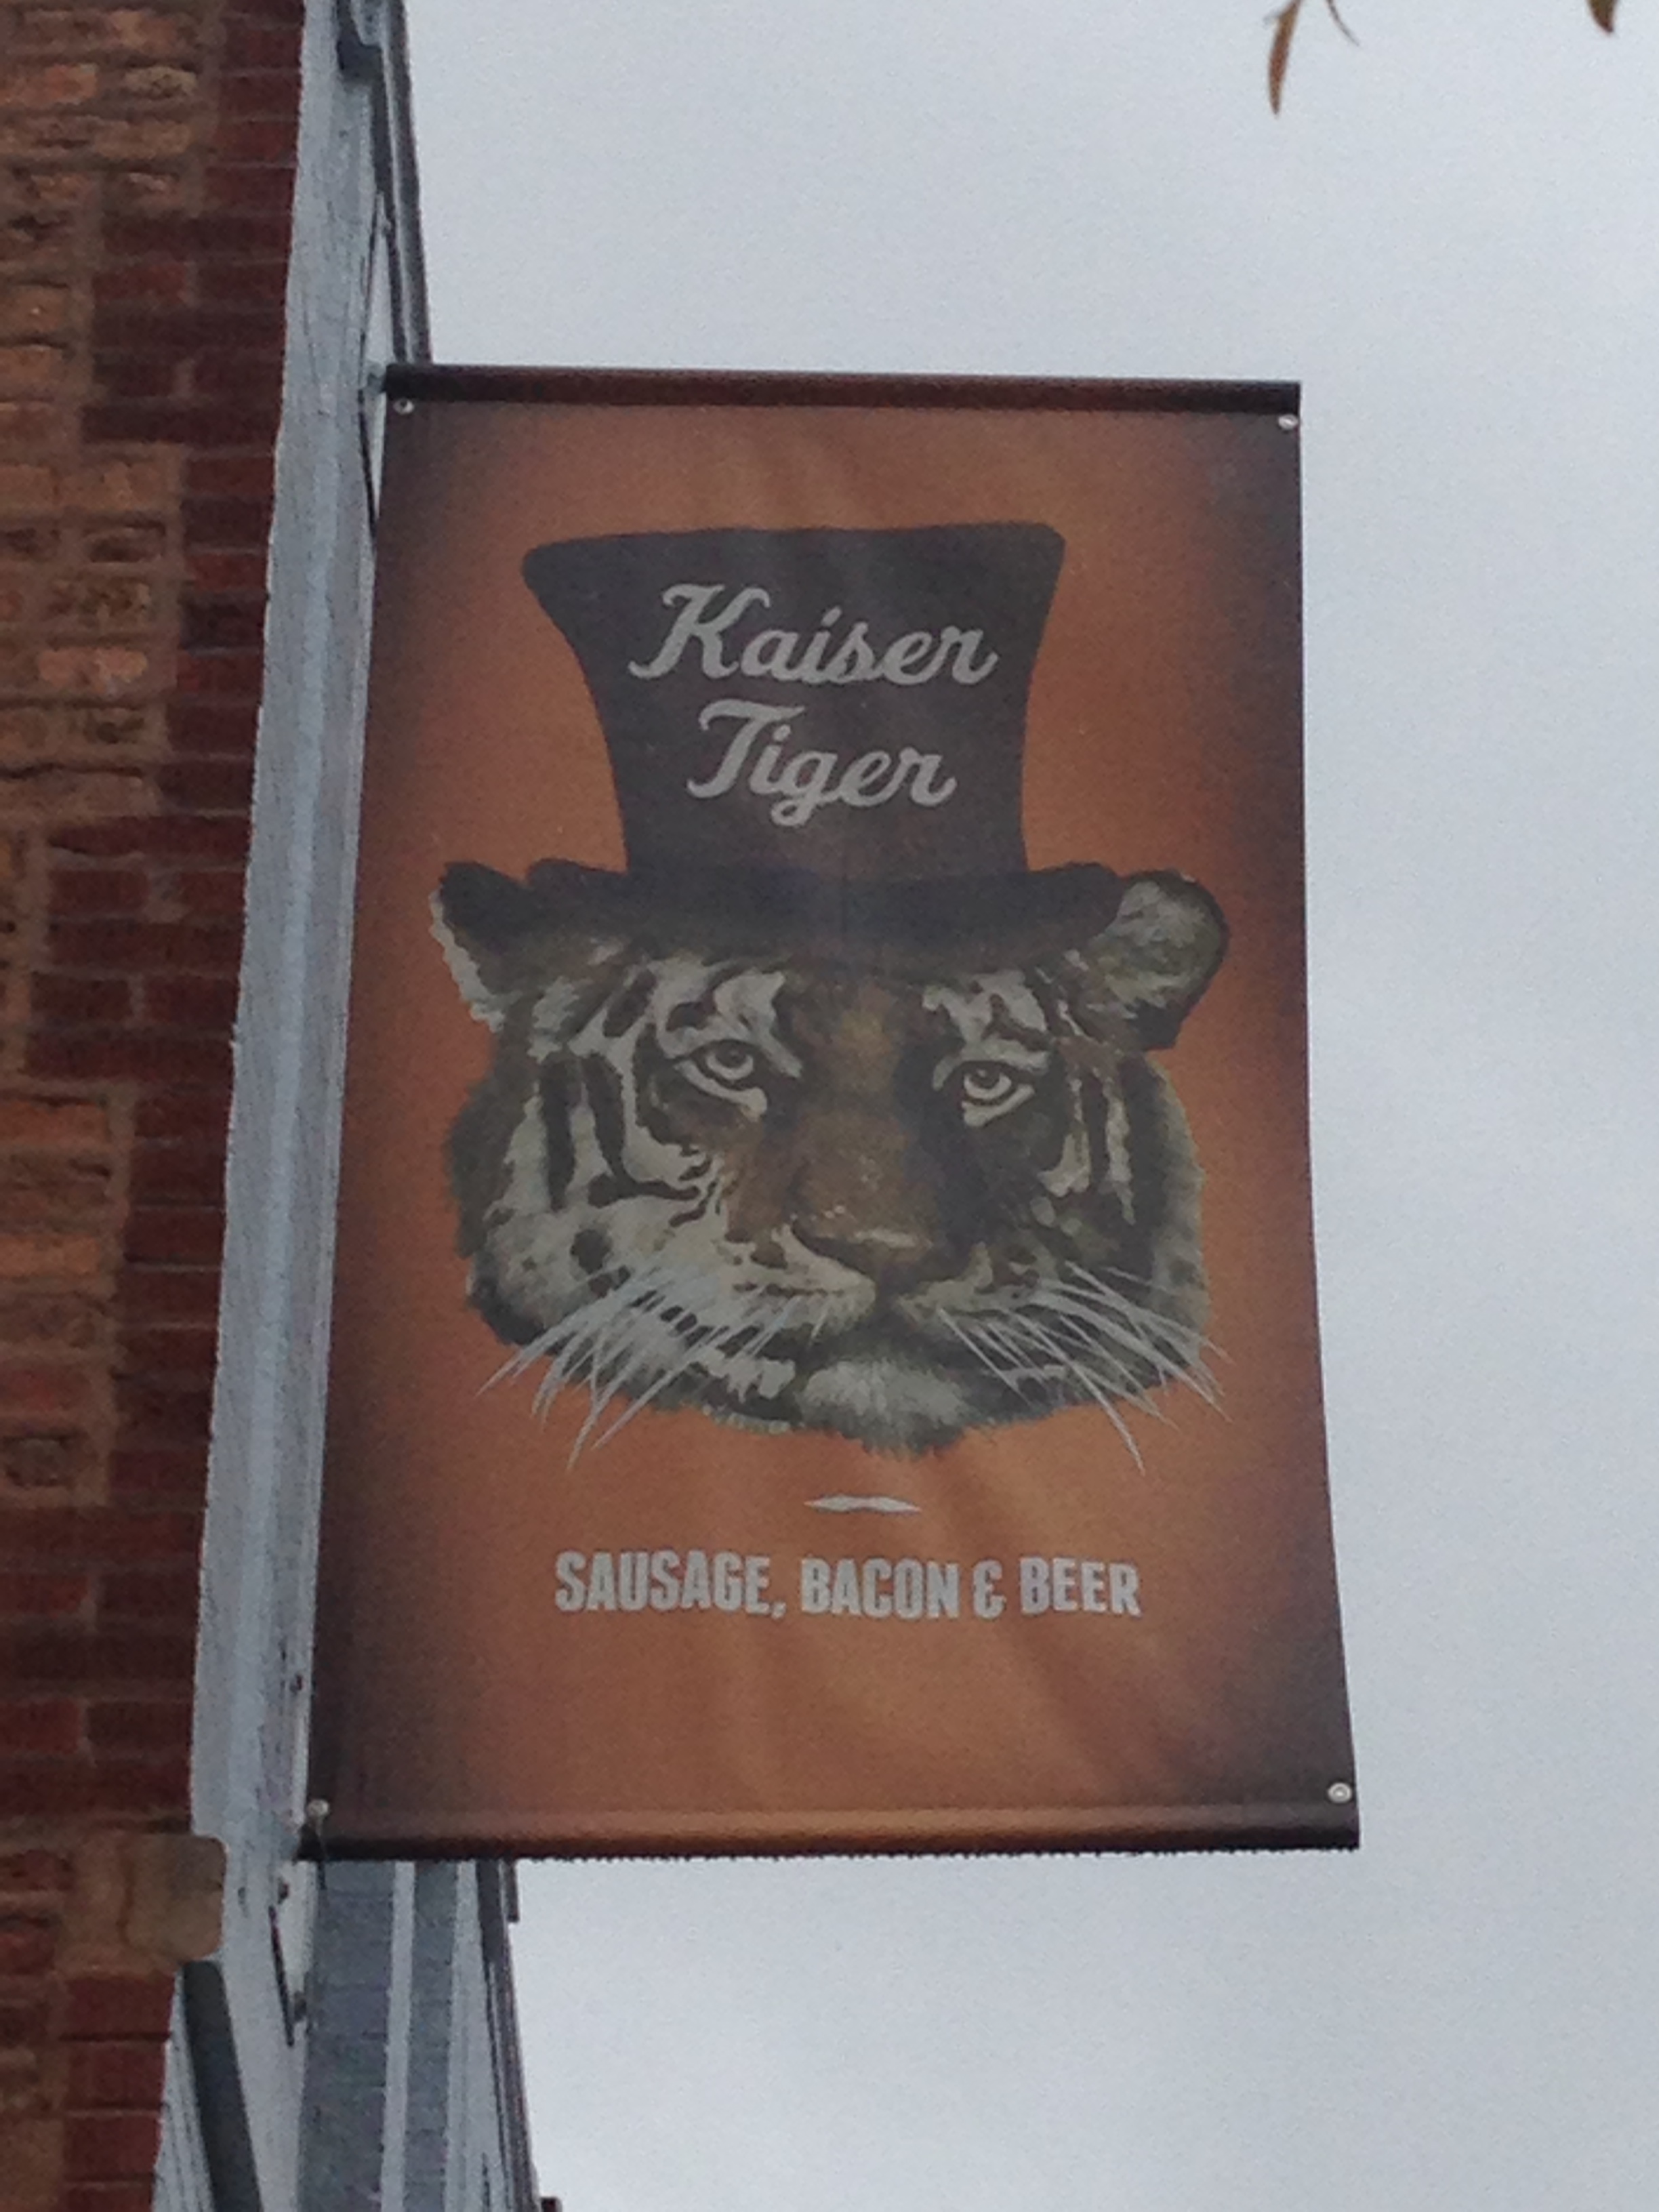 Kaiser
Tiger
SAUSAGE, BACON & BEER